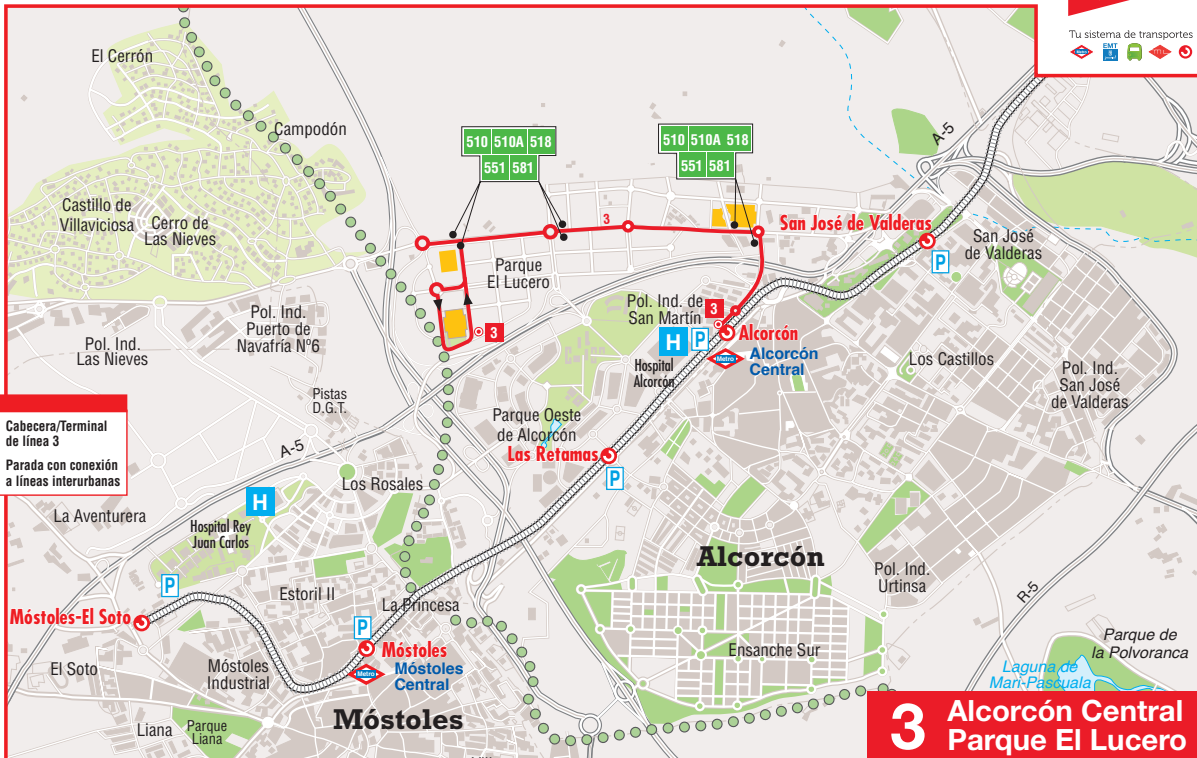 Tu sistema de transportes
Metro
EMT
ML
El Cerrón
Campodón
A-5
510 510A 518
551 581
510 510A 518
551 581
Castillo de
Villaviciosa
Cerro de
Las Nieves
3
San José de Valderas
San José
de Valderas
P
Parque
El Lucero
Pol. Ind. de
San Martín
3
3
Pol. Ind.
Puerto de
Navafría Nº6
Pol. Ind.
Las Nieves
H
P
Alcorcón
Metro
Alcorcón
Central
Hospital
Alcorcón
Los Castillos
Pol. Ind.
San José
de Valderas
Pistas
D.G.T.
Cabecera/Terminal
de línea 3
Parada con conexión
a líneas interurbanas
Parque Oeste
de Alcorcón
Las Retamas
P
A-5
Los Rosales
H
Hospital Rey
Juan Carlos
La Aventurera
Alcorcón
Pol. Ind.
Urtinsa
P
Estoril II
La Princesa
R-5
Móstoles-El Soto
P
Móstoles
Metro
Móstoles
Central
Ensanche Sur
Parque de
la Polvoranca
Laguna de
Mari-Pascuala
El Soto
Móstoles
Industrial
Liana
Parque
Liana
Móstoles
3
Alcorcón Central
Parque El Lucero